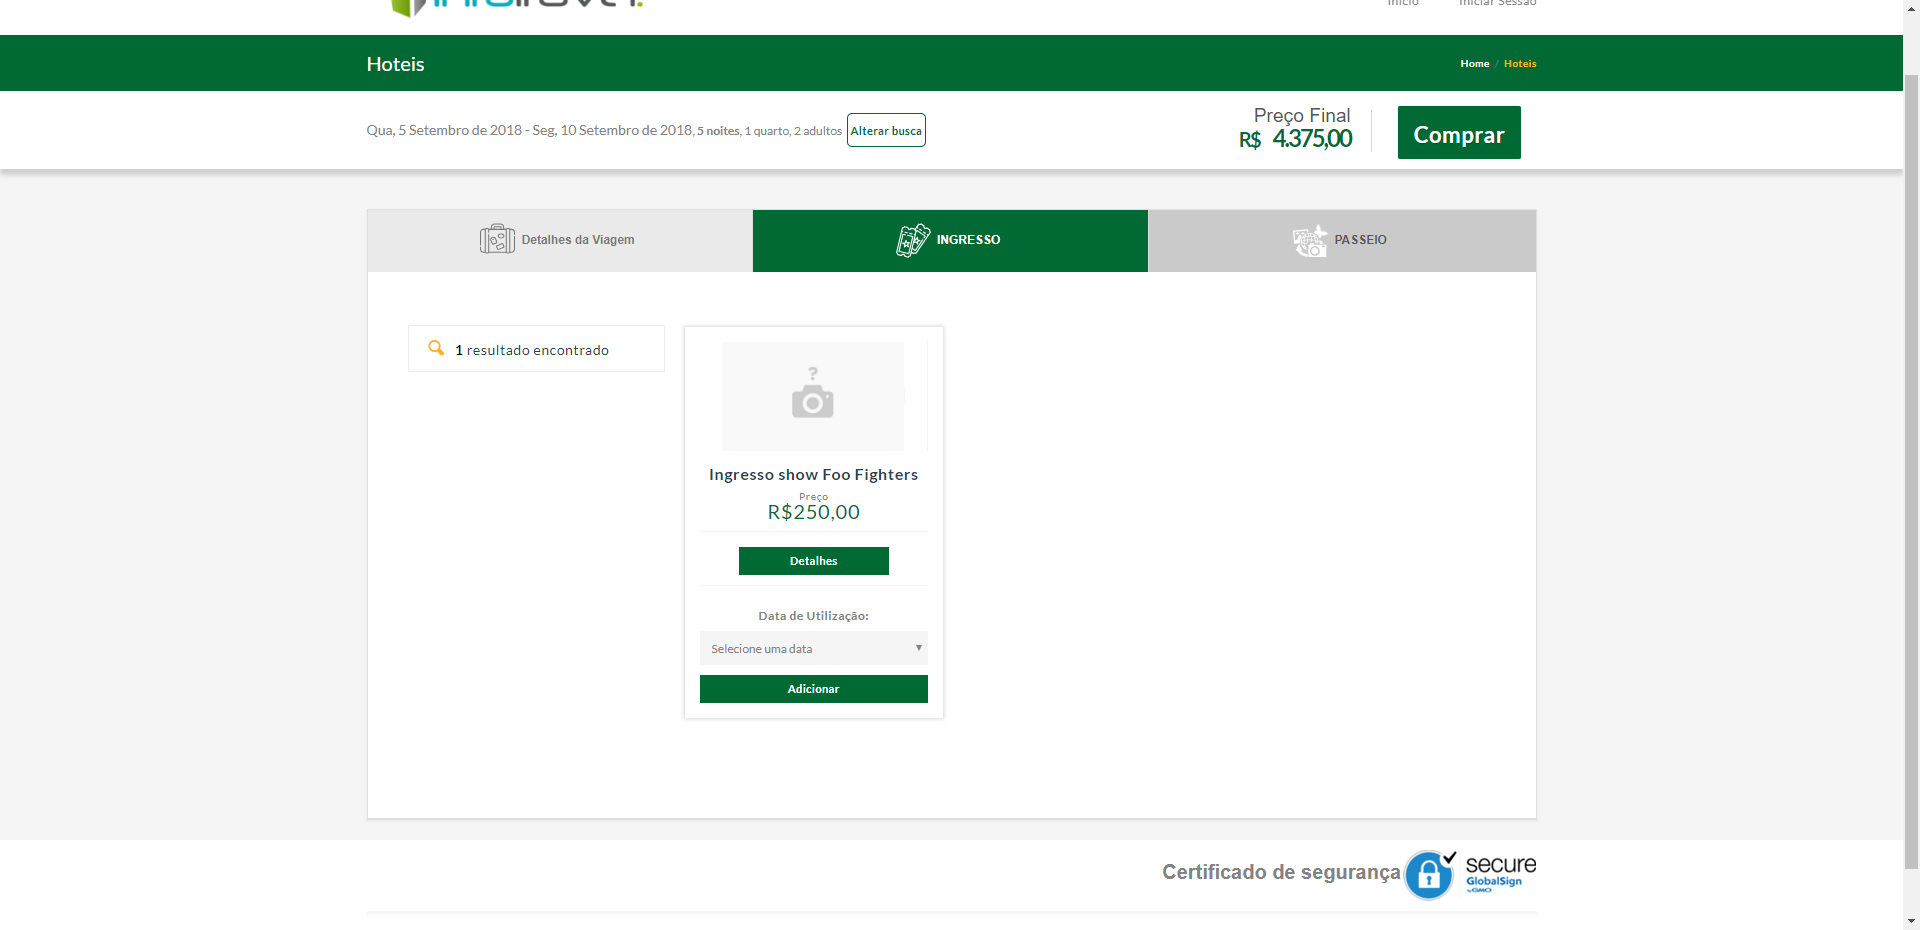 Início
Iniciar Sessão
Hoteis
Home / Hoteis
Qua, 5 Setembro de 2018 - Seg, 10 Setembro de 2018, 5 noites, 1 quarto, 2 adultos
Alterar busca
Preço Final
R$ 4.375,00
Comprar
Detalhes da Viagem
INGRESSO
PASSEIO
1 resultado encontrado
?
Ingresso show Foo Fighters
Preço
R$250,00
Detalhes
Data de Utilização:
Selecione uma data
Adicionar
Certificado de segurança
secure
GlobalSign
by GMO